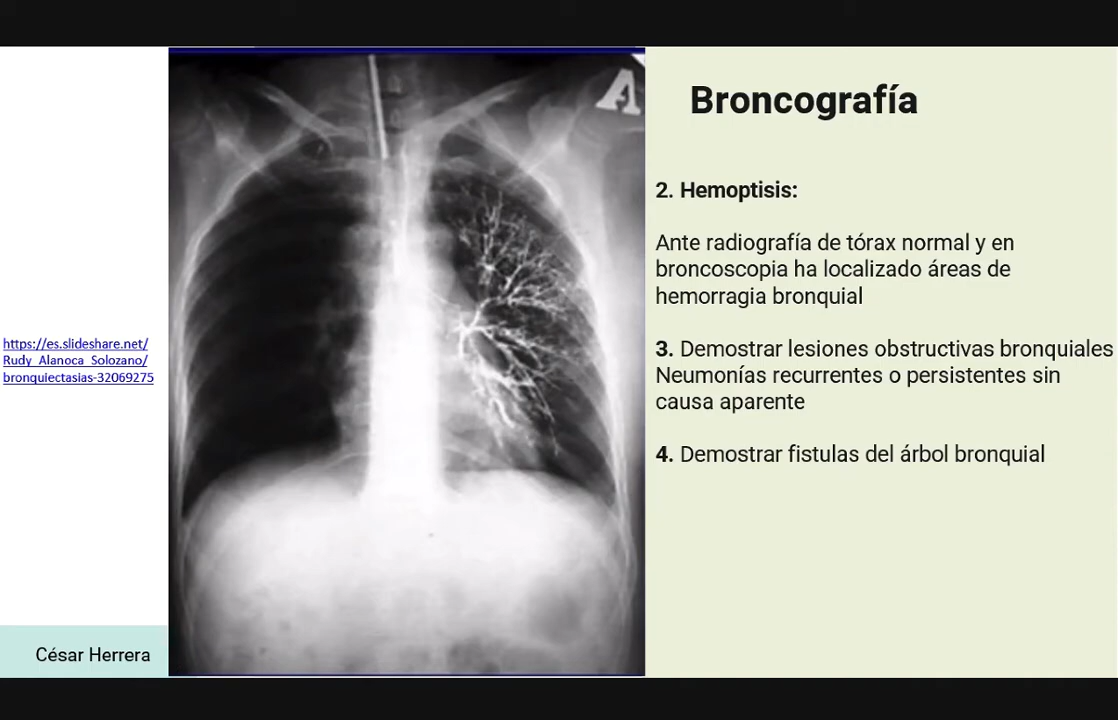 Broncografía
2. Hemoptisis:
Ante radiografía de tórax normal y en
broncoscopia ha localizado áreas de
hemorragia bronquial
3. Demostrar lesiones obstructivas bronquiales
Neumonías recurrentes o persistentes sin
causa aparente
4. Demostrar fistulas del árbol bronquial
https://es.slideshare.net/
Rudy_Alanoca_Solozano/
bronquiectasias-32069275
César Herrera
A